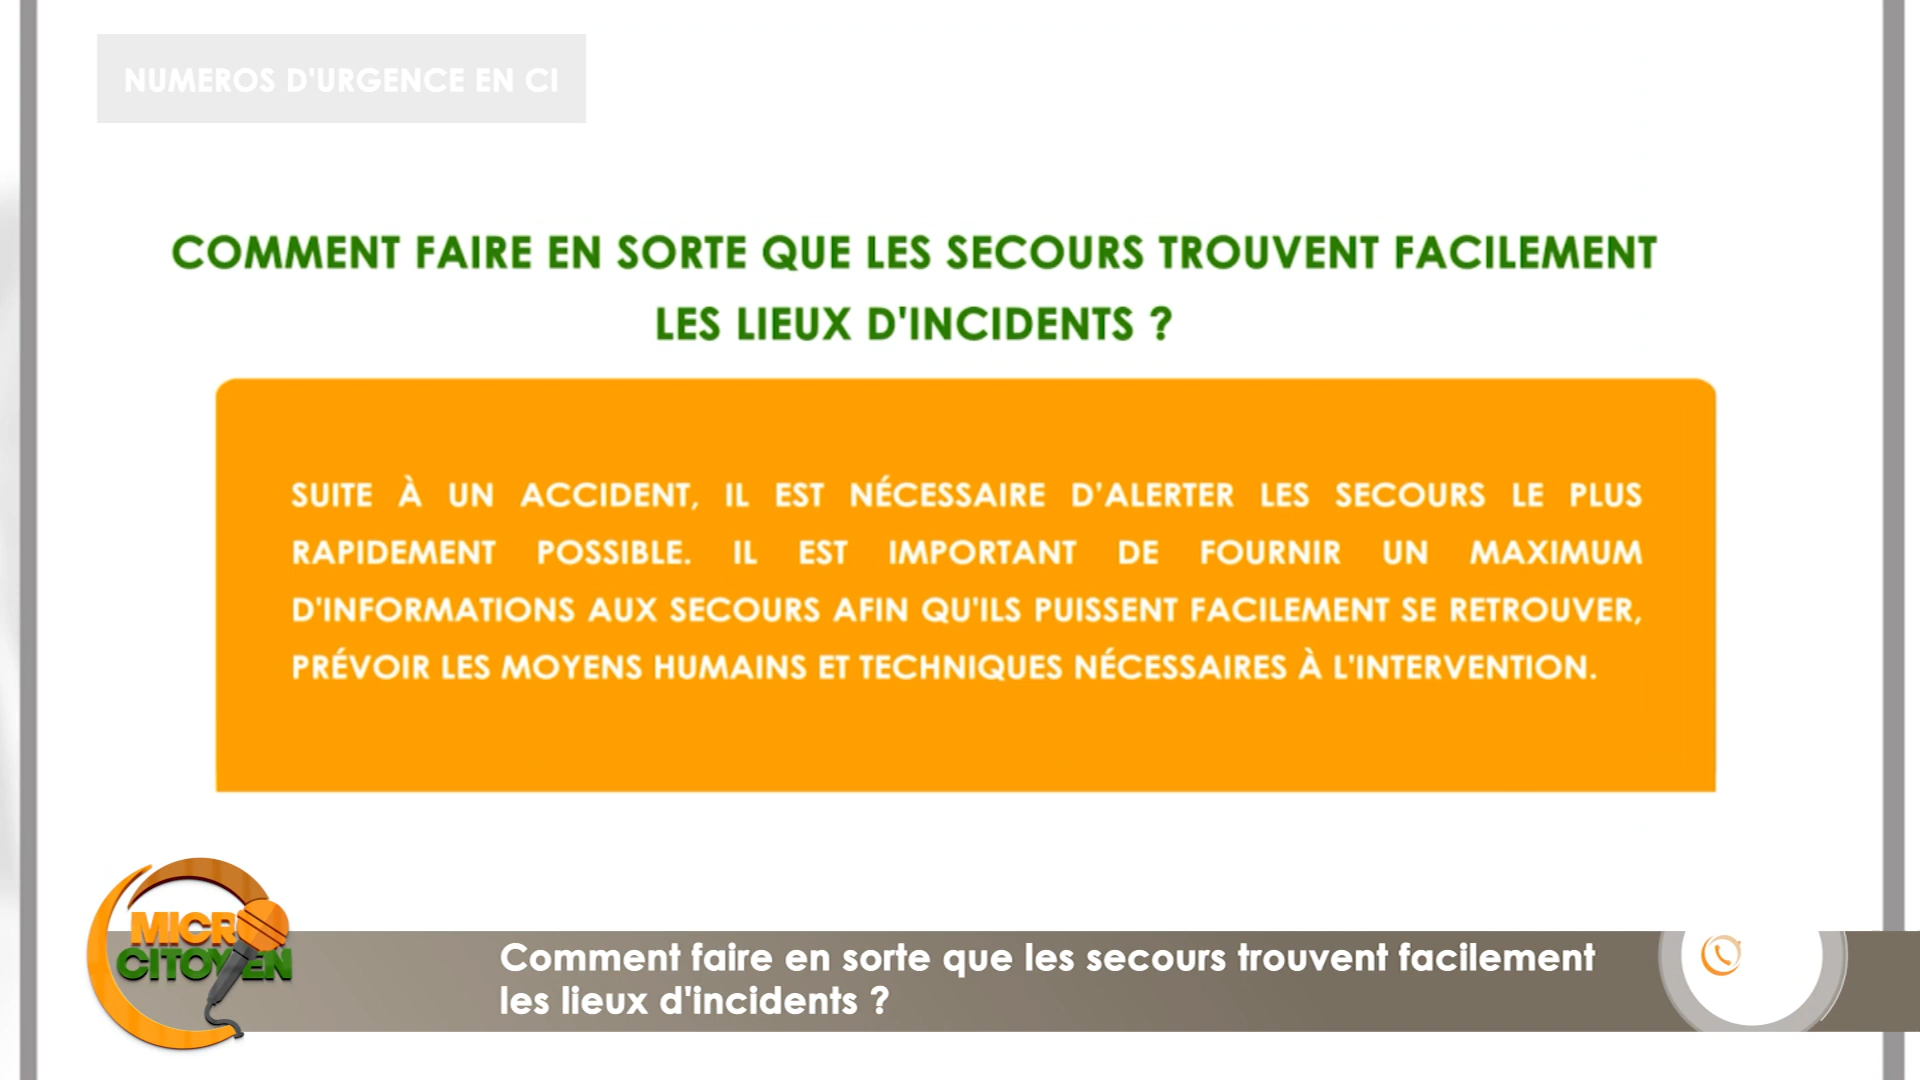 NUMEROS D'URGENCE EN CI
COMMENT FAIRE EN SORTE QUE LES SECOURS TROUVENT FACILEMENT
LES LIEUX D'INCIDENTS ?
SUITE À UN ACCIDENT, IL EST NÉCESSAIRE D’ALERTER LES SECOURS LE PLUS
RAPIDEMENT POSSIBLE. IL EST IMPORTANT DE FOURNIR UN MAXIMUM
D'INFORMATIONS AUX SECOURS AFIN QU'ILS PUISSENT FACILEMENT SE RETROUVER,
PRÉVOIR LES MOYENS HUMAINS ET TECHNIQUES NÉCESSAIRES À L'INTERVENTION.
MICRO
CITOYEN
Comment faire en sorte que les secours trouvent facilement
les lieux d'incidents ?